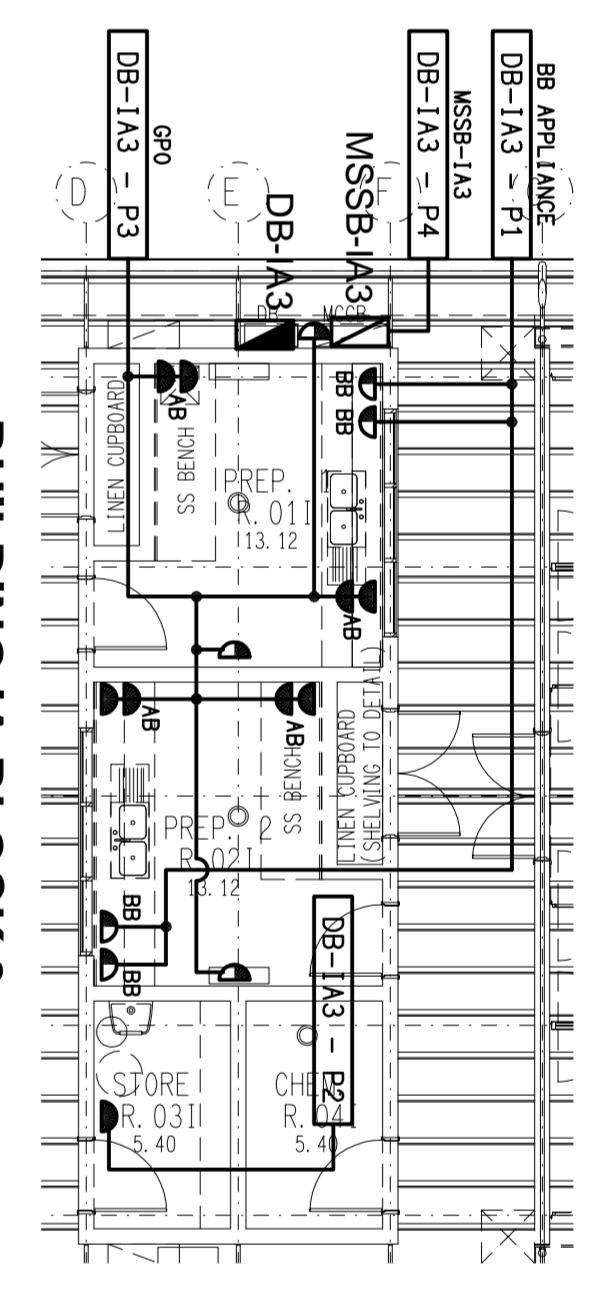 BB APPLIANCE
DB-IA3 - P1
MSSB-IA3
DB-IA3 - P4
GPO
DB-IA3 - P3
D
E
F
MSSB-IA3
DB-IA3
BB
BB
AB
LINEN CUPBOARD
SS BENCH
PREP. 1
R. 01I
13.12
AB
AB
AB
SS BENCH
LINEN CUPBOARD
(SHELVING TO DETAIL)
PREP. 2
R. 02I
13.12
BB
BB
DB-IA3 - P2
STORE
R. 03I
5.40
R. 04I
5.40